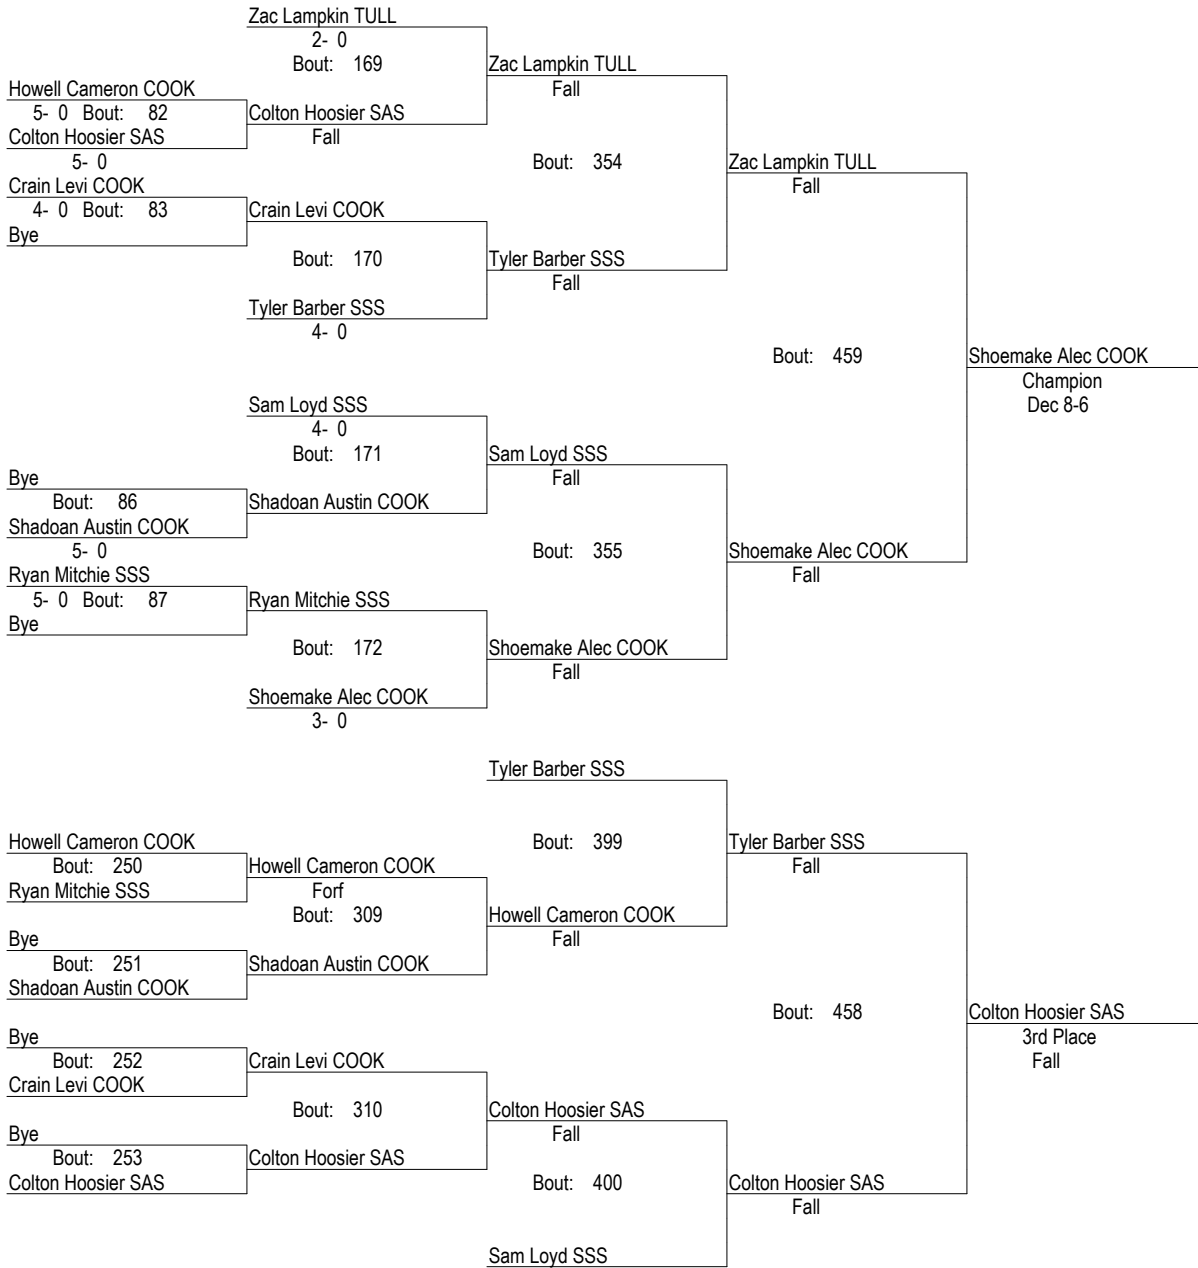 Zac Lampkin TULL
2- 0
Bout: 169
Zac Lampkin TULL
Fall
Howell Cameron COOK
5- 0 Bout: 82
Colton Hoosier SAS
Fall
Colton Hoosier SAS
5- 0
Bout: 354
Zac Lampkin TULL
Fall
Crain Levi COOK
4- 0 Bout: 83
Crain Levi COOK
Bye
Bout: 170
Tyler Barber SSS
Fall
Tyler Barber SSS
4- 0
Bout: 459
Shoemake Alec COOK
Champion
Dec 8-6
Sam Loyd SSS
4- 0
Bout: 171
Sam Loyd SSS
Fall
Bye
Bout: 86
Shadoan Austin COOK
Shadoan Austin COOK
5- 0
Bout: 355
Shoemake Alec COOK
Fall
Ryan Mitchie SSS
5- 0 Bout: 87
Ryan Mitchie SSS
Bye
Bout: 172
Shoemake Alec COOK
Fall
Shoemake Alec COOK
3- 0
Tyler Barber SSS
Howell Cameron COOK
Bout: 399
Tyler Barber SSS
Fall
Bout: 250
Howell Cameron COOK
Forf
Ryan Mitchie SSS
Bout: 309
Howell Cameron COOK
Fall
Bye
Bout: 251
Shadoan Austin COOK
Shadoan Austin COOK
Bout: 458
Colton Hoosier SAS
3rd Place
Fall
Bye
Bout: 252
Crain Levi COOK
Crain Levi COOK
Bout: 310
Colton Hoosier SAS
Fall
Bye
Bout: 253
Colton Hoosier SAS
Colton Hoosier SAS
Bout: 400
Colton Hoosier SAS
Fall
Sam Loyd SSS